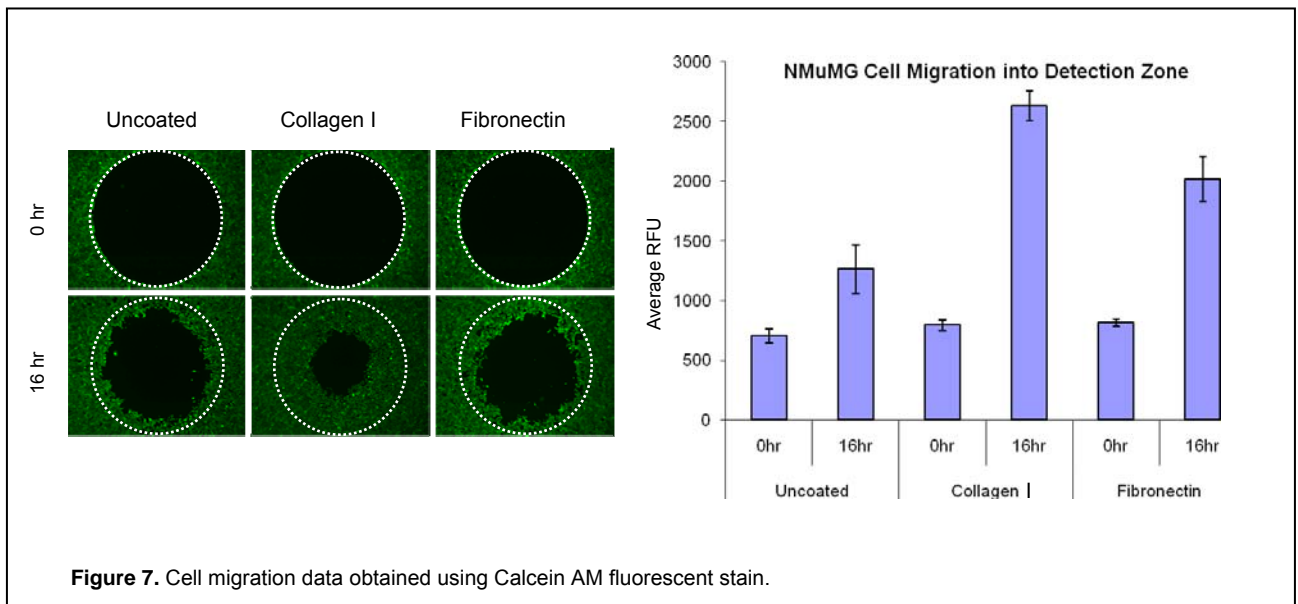 Uncoated Collagen I Fibronectin
0 hr
16 hr
NMuMG Cell Migration into Detection Zone
Average RFU
3000
2500
2000
1500
1000
500
0
0hr 16hr 0hr 16hr 0hr 16hr
Uncoated Collagen I Fibronectin
Figure 7. Cell migration data obtained using Calcein AM fluorescent stain.